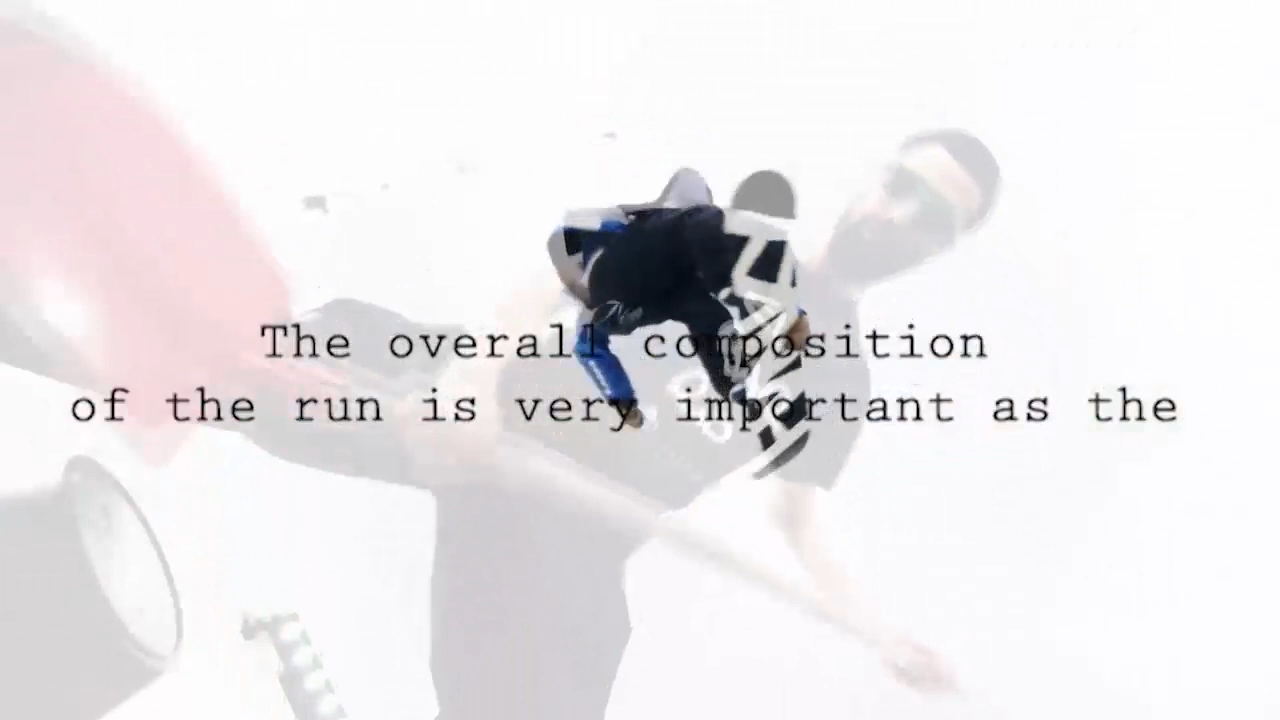 The overall composition
of the run is very important as the